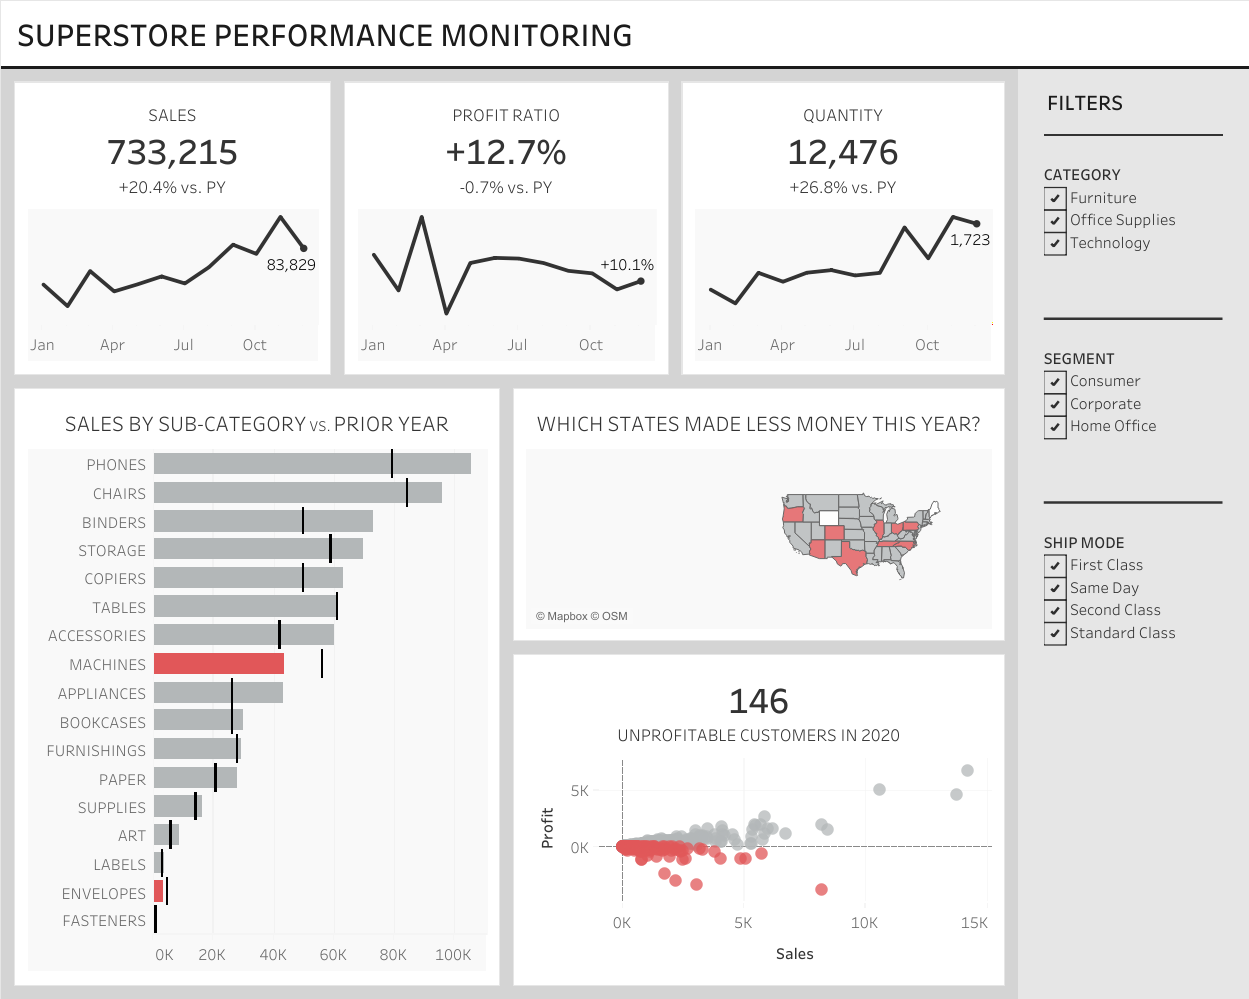 SUPERSTORE PERFORMANCE MONITORING
SALES
733,215
+20.4% vs. PY
83,829
Jan Apr Jul Oct
PROFIT RATIO
+12.7%
-0.7% vs. PY
+10.1%
Jan Apr Jul Oct
QUANTITY
12,476
+26.8% vs. PY
1,723
Jan Apr Jul Oct
SALES BY SUB-CATEGORY vs. PRIOR YEAR
PHONES
CHAIRS
BINDERS
STORAGE
COPIERS
TABLES
ACCESSORIES
MACHINES
APPLIANCES
BOOKCASES
FURNISHINGS
PAPER
SUPPLIES
ART
LABELS
ENVELOPES
FASTENERS
0K 20K 40K 60K 80K 100K
WHICH STATES MADE LESS MONEY THIS YEAR?
© Mapbox © OSM
146
UNPROFITABLE CUSTOMERS IN 2020
Profit
5K
0K
0K 5K 10K 15K
Sales
FILTERS
CATEGORY
Furniture
Office Supplies
Technology
SEGMENT
Consumer
Corporate
Home Office
SHIP MODE
First Class
Same Day
Second Class
Standard Class